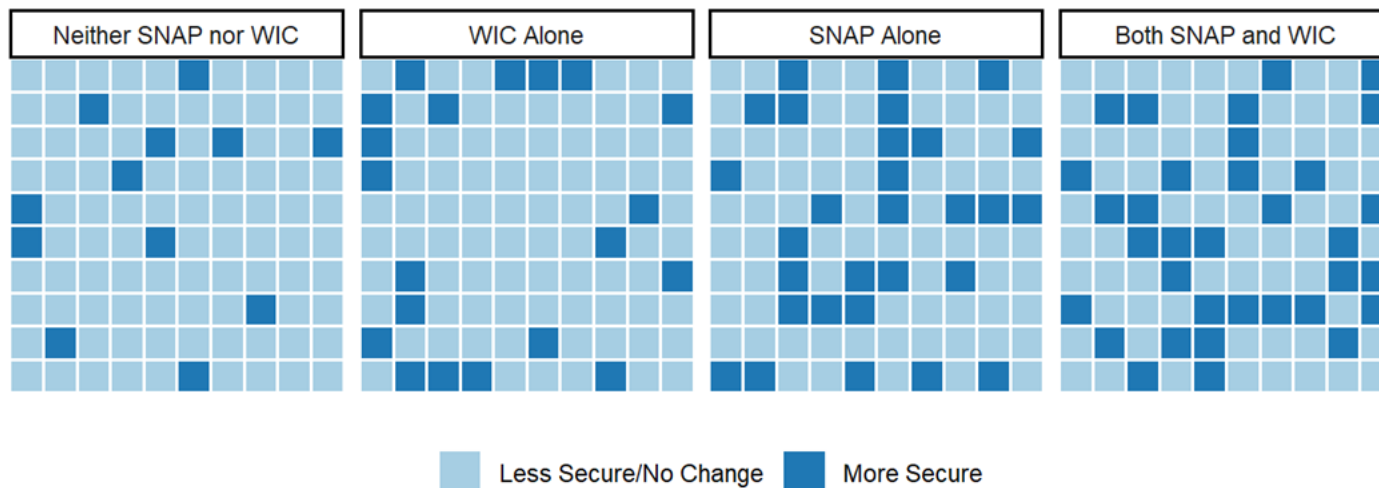 Neither SNAP nor WIC
WIC Alone
SNAP Alone
Both SNAP and WIC
Less Secure/No Change
More Secure